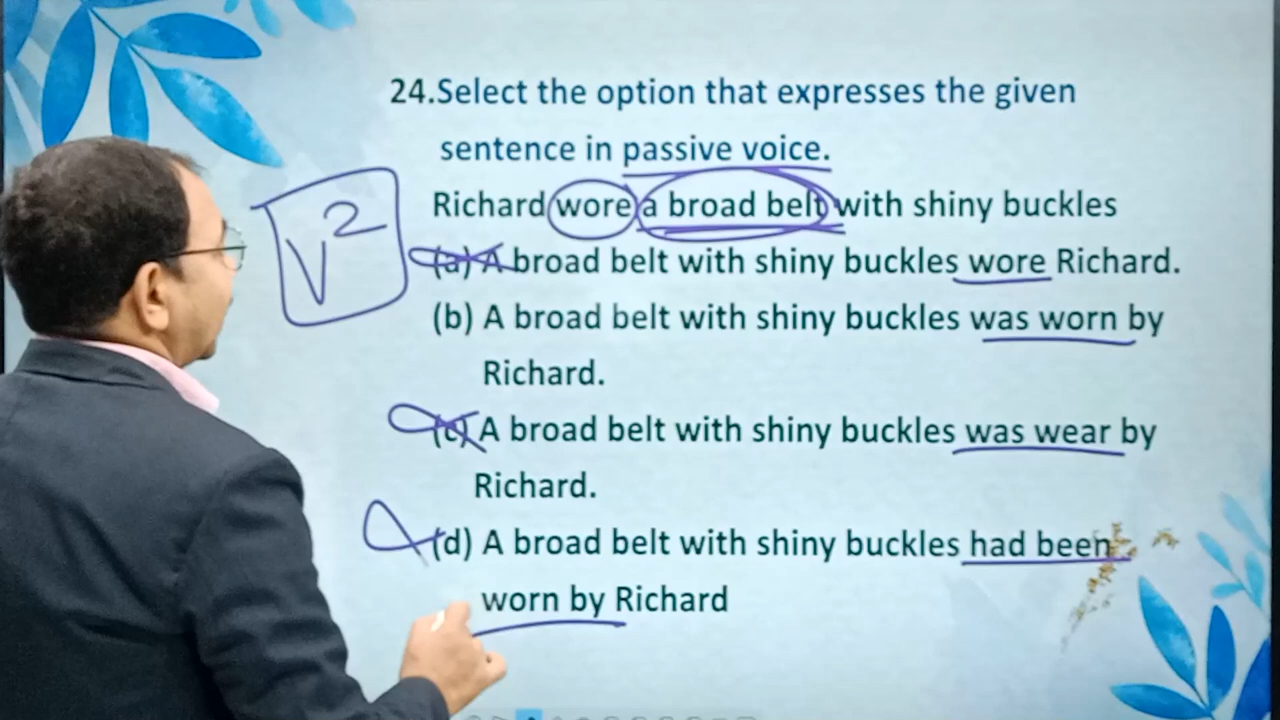 24.Select the option that expresses the given
sentence in passive voice.
Richard wore a broad belt with shiny buckles
V2
(a) A broad belt with shiny buckles wore Richard.
(b) A broad belt with shiny buckles was worn by
Richard.
(c) A broad belt with shiny buckles was wear by
Richard.
(d) A broad belt with shiny buckles had been
worn by Richard